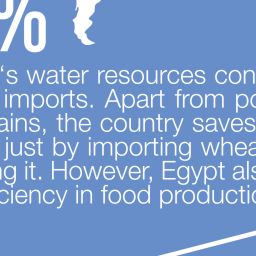 %
's water resources con
imports. Apart from po
ains, the country saves
just by importing whea
ng it. However, Egypt als
ciency in food productio